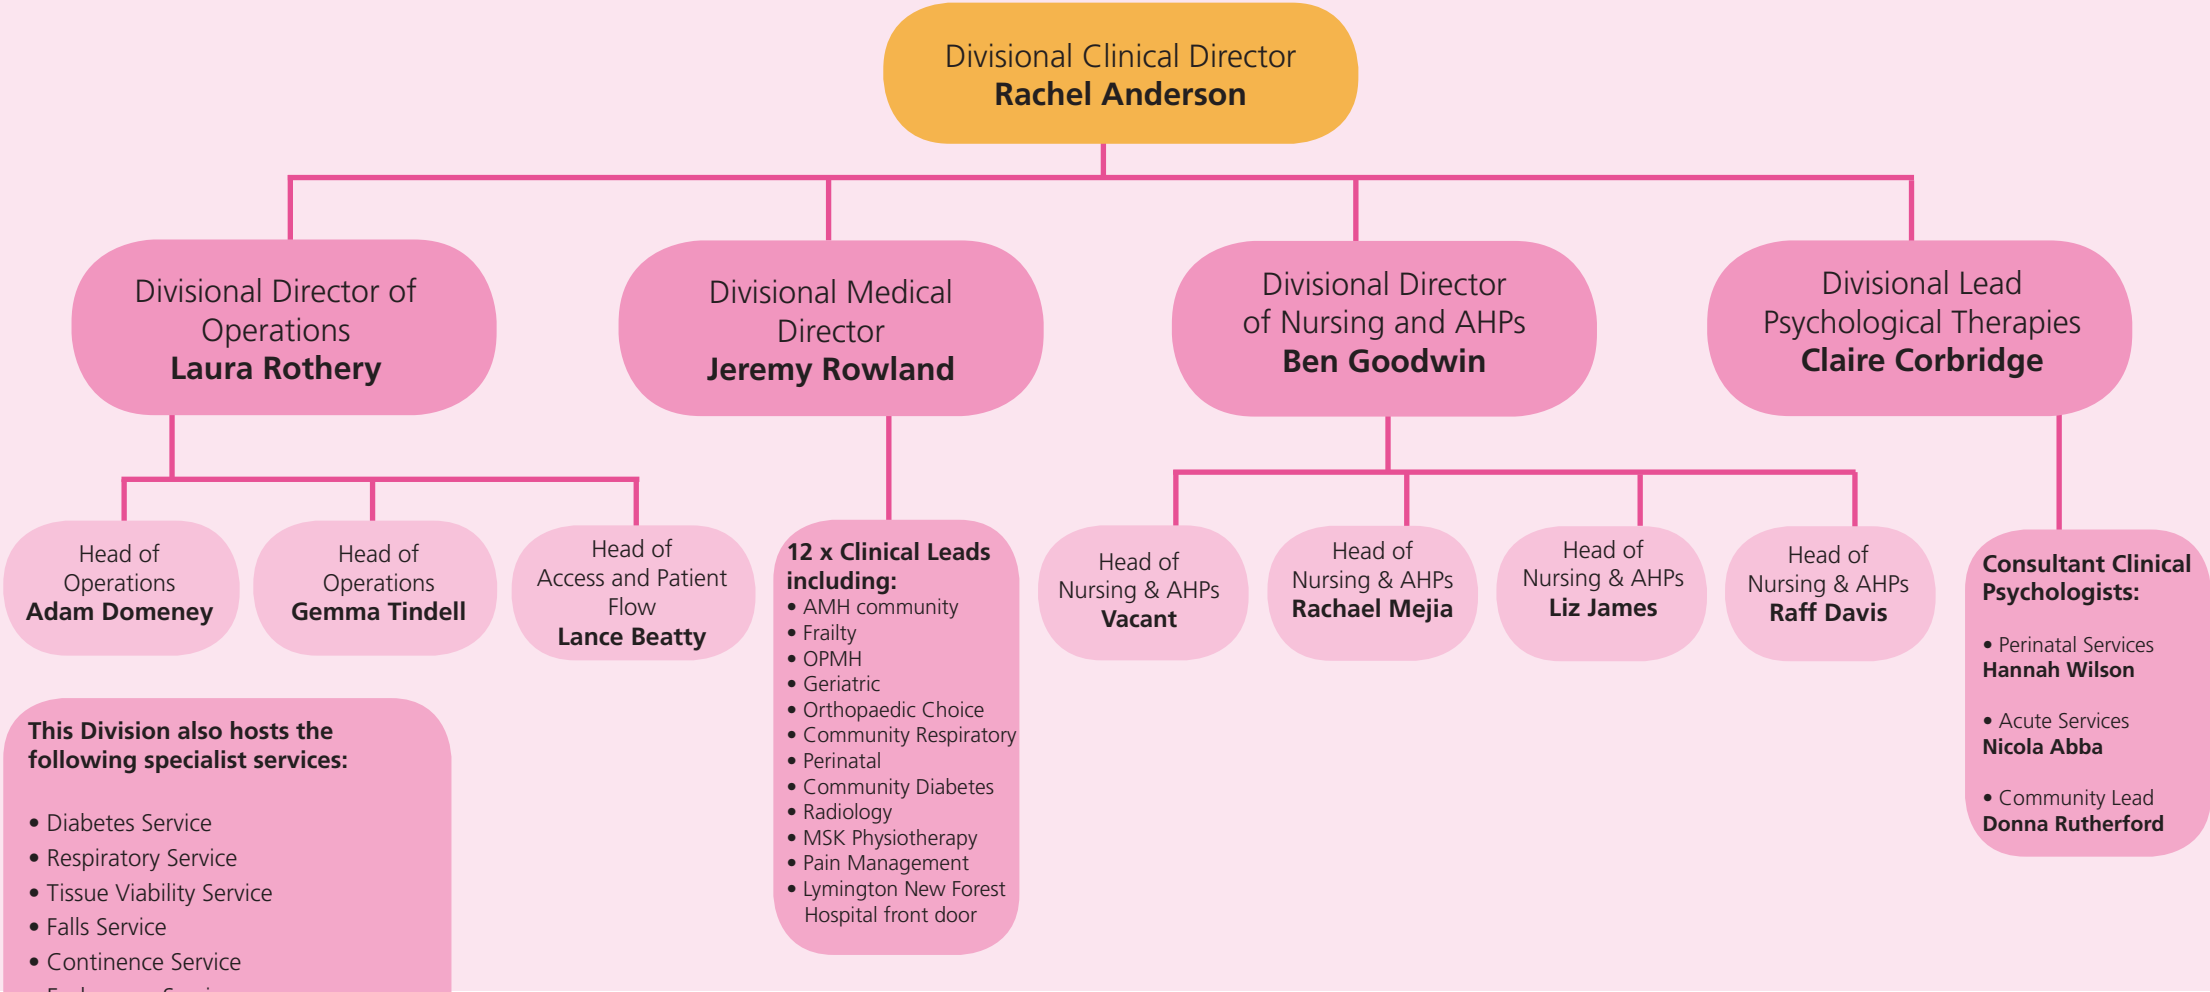 Divisional Clinical Director
Rachel Anderson
Divisional Director of
Operations
Laura Rothery
Divisional Medical
Director
Jeremy Rowland
Divisional Director
of Nursing and AHPs
Ben Goodwin
Divisional Lead
Psychological Therapies
Claire Corbridge
Head of
Operations
Adam Domeney
Head of
Operations
Gemma Tindell
Head of
Access and Patient
Flow
Lance Beatty
12 x Clinical Leads
including:
• AMH community
• Frailty
• OPMH
• Geriatric
• Orthopaedic Choice
• Community Respiratory
• Perinatal
• Community Diabetes
• Radiology
• MSK Physiotherapy
• Pain Management
• Lymington New Forest
Hospital front door
Head of
Nursing & AHPs
Vacant
Head of
Nursing & AHPs
Rachael Mejia
Head of
Nursing & AHPs
Liz James
Head of
Nursing & AHPs
Raff Davis
Consultant Clinical
Psychologists:
• Perinatal Services
Hannah Wilson
• Acute Services
Nicola Abba
• Community Lead
Donna Rutherford
This Division also hosts the
following specialist services:
• Diabetes Service
• Respiratory Service
• Tissue Viability Service
• Falls Service
• Continence Service